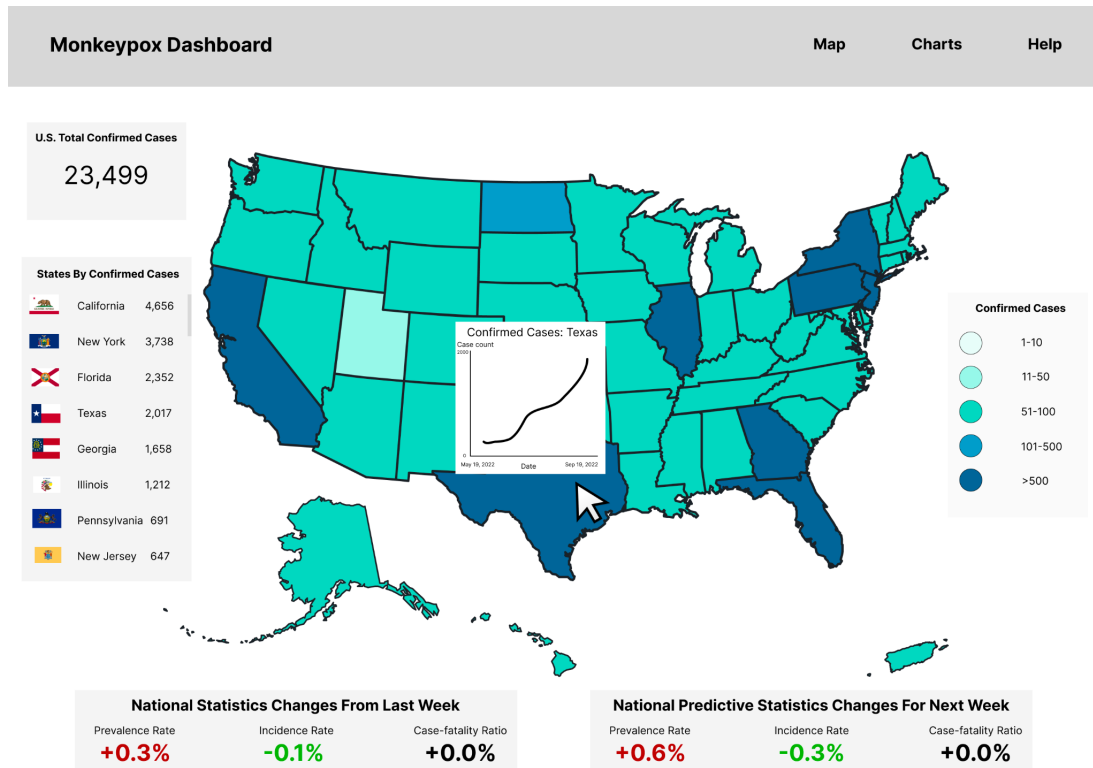 Monkeypox Dashboard
Map Charts Help
U.S. Total Confirmed Cases
23,499
States By Confirmed Cases
California 4,656
New York 3,738
Florida 2,352
Texas 2,017
Georgia 1,658
Illinois 1,212
Pennsylvania 691
New Jersey 647
Confirmed Cases: Texas
Case count
2000
0
May 19, 2022 Date Sep 19, 2022
Confirmed Cases
1-10
11-50
51-100
101-500
>500
National Statistics Changes From Last Week
Prevalence Rate Incidence Rate Case-fatality Ratio
+0.3% -0.1% +0.0%
National Predictive Statistics Changes For Next Week
Prevalence Rate Incidence Rate Case-fatality Ratio
+0.6% -0.3% +0.0%